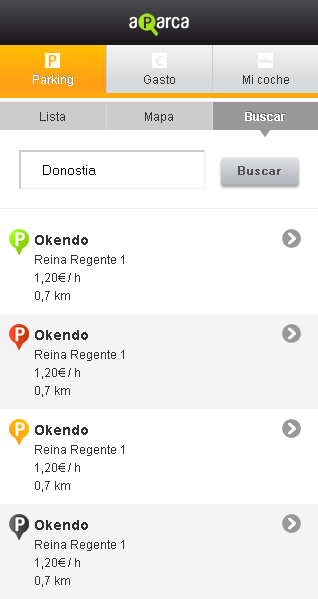 aParca
P
€
Parking
Gasto
Mi coche
Lista
Mapa
Buscar
Donostia
Buscar
P
Okendo
Reina Regente 1
1,20€ / h
0,7 km
P
Okendo
Reina Regente 1
1,20€ / h
0,7 km
P
Okendo
Reina Regente 1
1,20€ / h
0,7 km
P
Okendo
Reina Regente 1
1,20€ / h
0,7 km